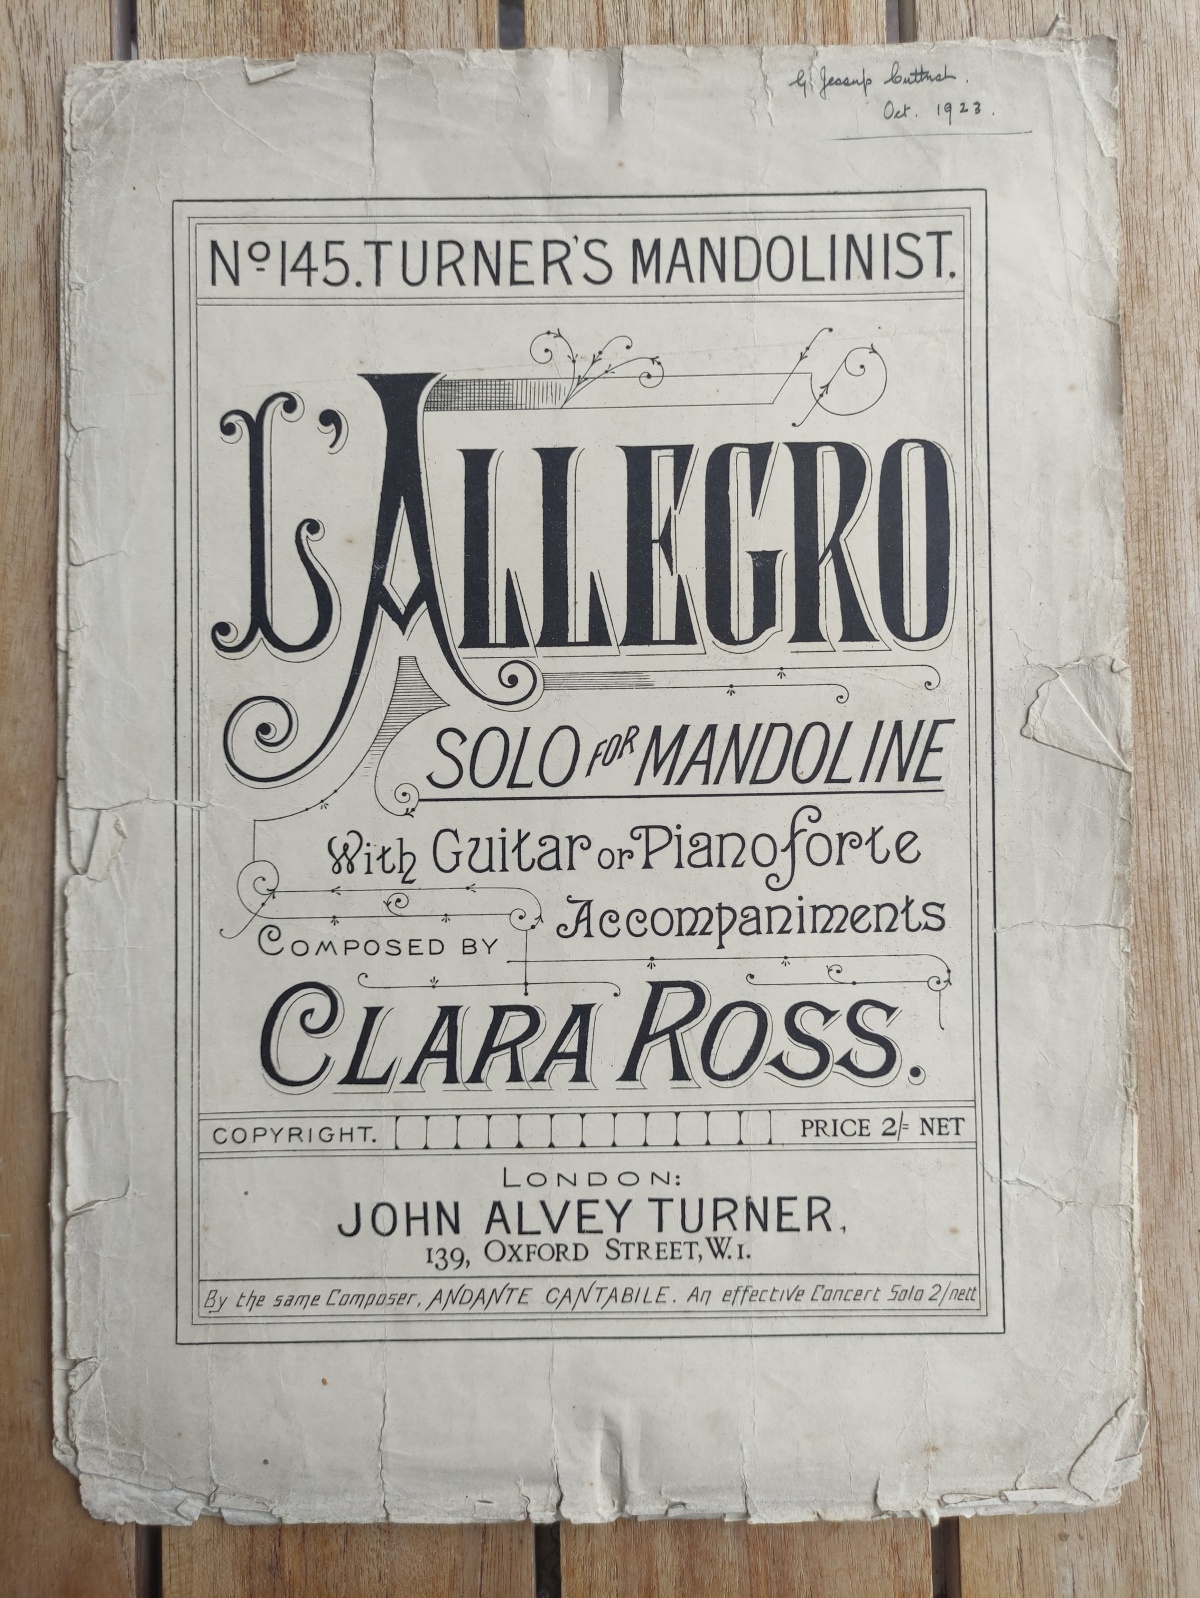 G. Jessup Cuttush.
Oct. 1923.
Nº 145. TURNER'S MANDOLINIST.
L'ALLEGRO
SOLO FOR MANDOLINE
With Guitar or Pianoforte
Accompaniments
COMPOSED BY
CLARA ROSS.
COPYRIGHT. PRICE 2/= NET
LONDON:
JOHN ALVEY TURNER,
139, OXFORD STREET, W.1.
By the same Composer, ANDANTE CANTABILE. An effective Concert Solo 2/nett